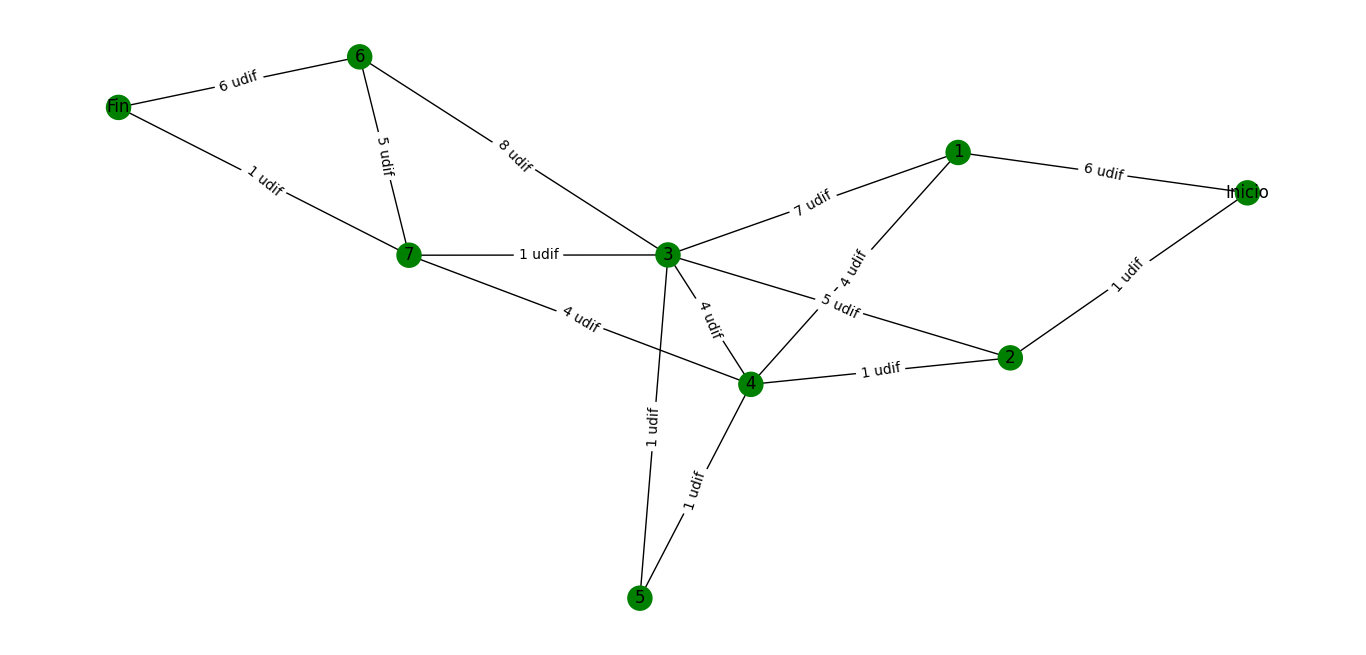 6
6 udif
Fin
1
8 udif
5 udif
6 udif
1 udif
Inicio
7 udif
7
1 udif
3
4 udif
1 udif
5 udif
4 udif
4 udif
2
1 udif
4
1 udif
1 udif
5